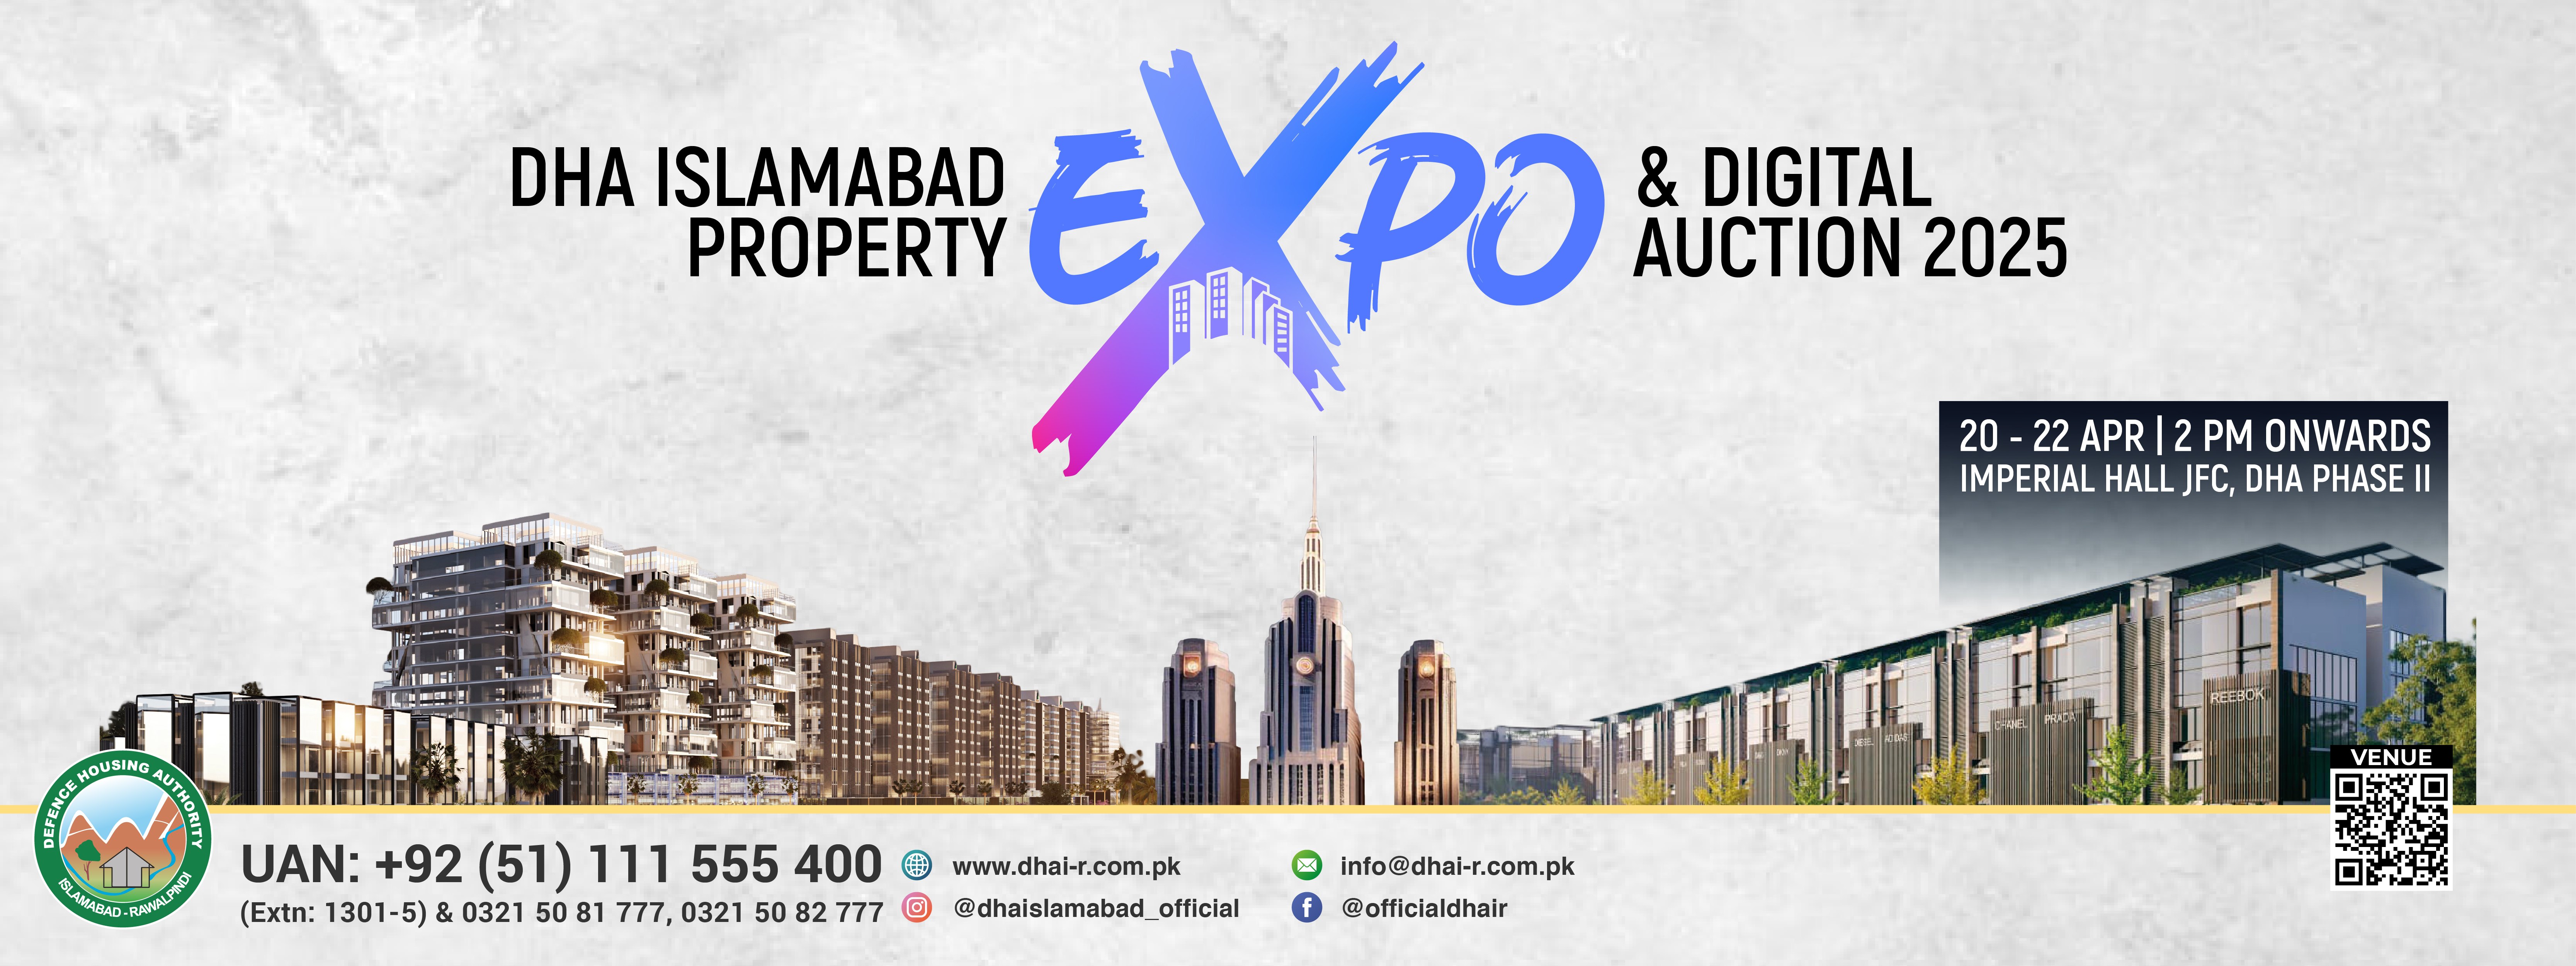 DHA ISLAMABAD
PROPERTY
EXPO
& DIGITAL
AUCTION 2025
20 - 22 APR | 2 PM ONWARDS
IMPERIAL HALL JFC, DHA PHASE II
REEBOK
CHANEL PRADA
DIESEL ADIDAS
DKNY
VENUE
DEFENCE HOUSING AUTHORITY
ISLAMABAD - RAWALPINDI
UAN: +92 (51) 111 555 400
(Extn: 1301-5) & 0321 50 81 777, 0321 50 82 777
www.dhai-r.com.pk
@dhaislamabad_official
info@dhai-r.com.pk
@officialdhair